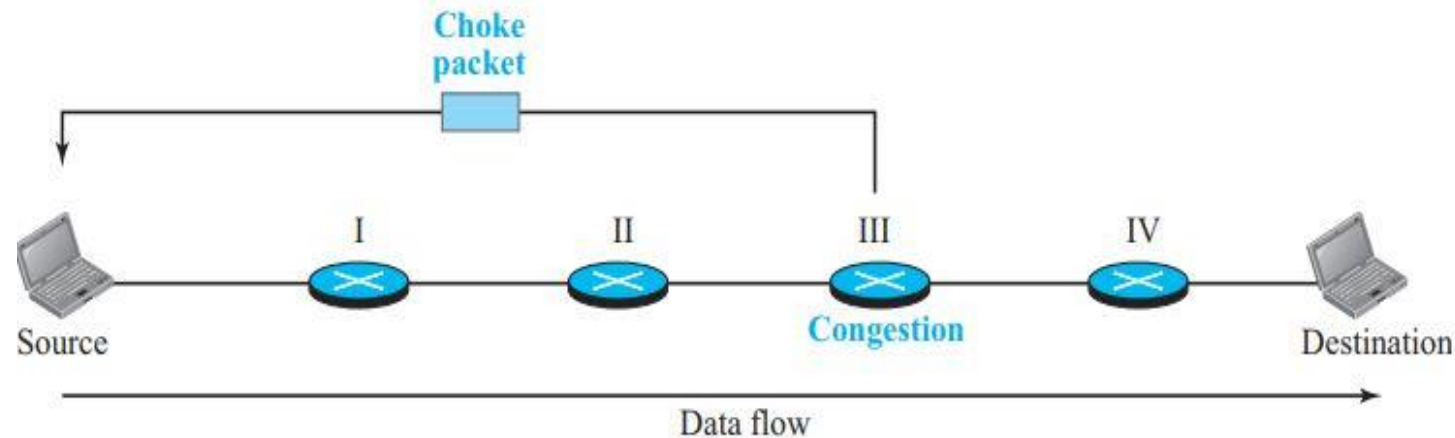 Choke
packet
I II III IV
Congestion
Source Destination
Data flow